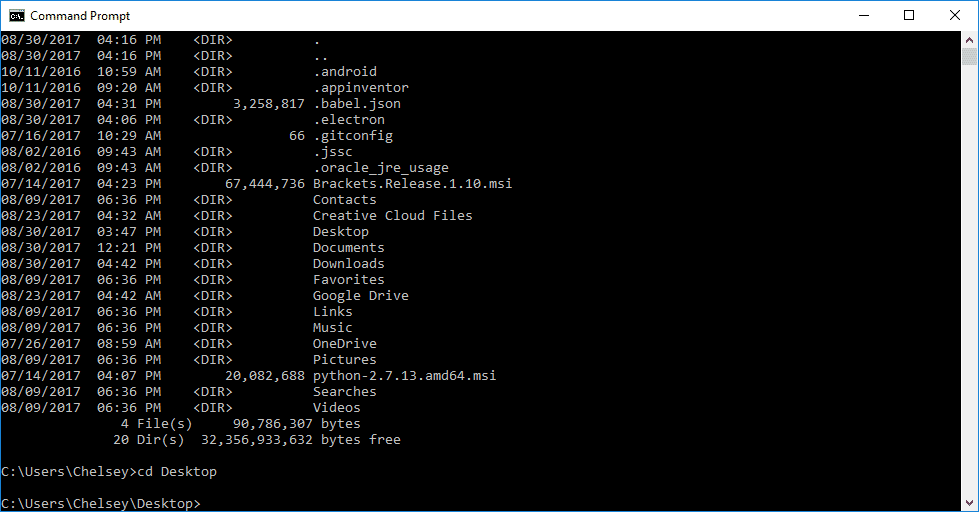 Command Prompt
08/30/2017  04:16 PM    <DIR>          .
08/30/2017  04:16 PM    <DIR>          ..
10/11/2016  10:59 AM    <DIR>          .android
10/11/2016  09:20 AM    <DIR>          .appinventor
08/30/2017  04:31 PM         3,258,817 .babel.json
08/30/2017  04:06 PM    <DIR>          .electron
07/16/2017  10:29 AM                66 .gitconfig
08/02/2016  09:43 AM    <DIR>          .jssc
08/02/2016  09:43 AM    <DIR>          .oracle_jre_usage
07/14/2017  04:23 PM        67,444,736 Brackets.Release.1.10.msi
08/09/2017  06:36 PM    <DIR>          Contacts
08/23/2017  04:32 AM    <DIR>          Creative Cloud Files
08/30/2017  03:47 PM    <DIR>          Desktop
08/30/2017  12:21 PM    <DIR>          Documents
08/30/2017  04:42 PM    <DIR>          Downloads
08/09/2017  06:36 PM    <DIR>          Favorites
08/23/2017  04:42 AM    <DIR>          Google Drive
08/09/2017  06:36 PM    <DIR>          Links
08/09/2017  06:36 PM    <DIR>          Music
07/26/2017  08:59 AM    <DIR>          OneDrive
08/09/2017  06:36 PM    <DIR>          Pictures
07/14/2017  04:07 PM        20,082,688 python-2.7.13.amd64.msi
08/09/2017  06:36 PM    <DIR>          Searches
08/09/2017  06:36 PM    <DIR>          Videos
               4 File(s)     90,786,307 bytes
              20 Dir(s)  32,356,933,632 bytes free
C:\Users\Chelsey>cd Desktop
C:\Users\Chelsey\Desktop>